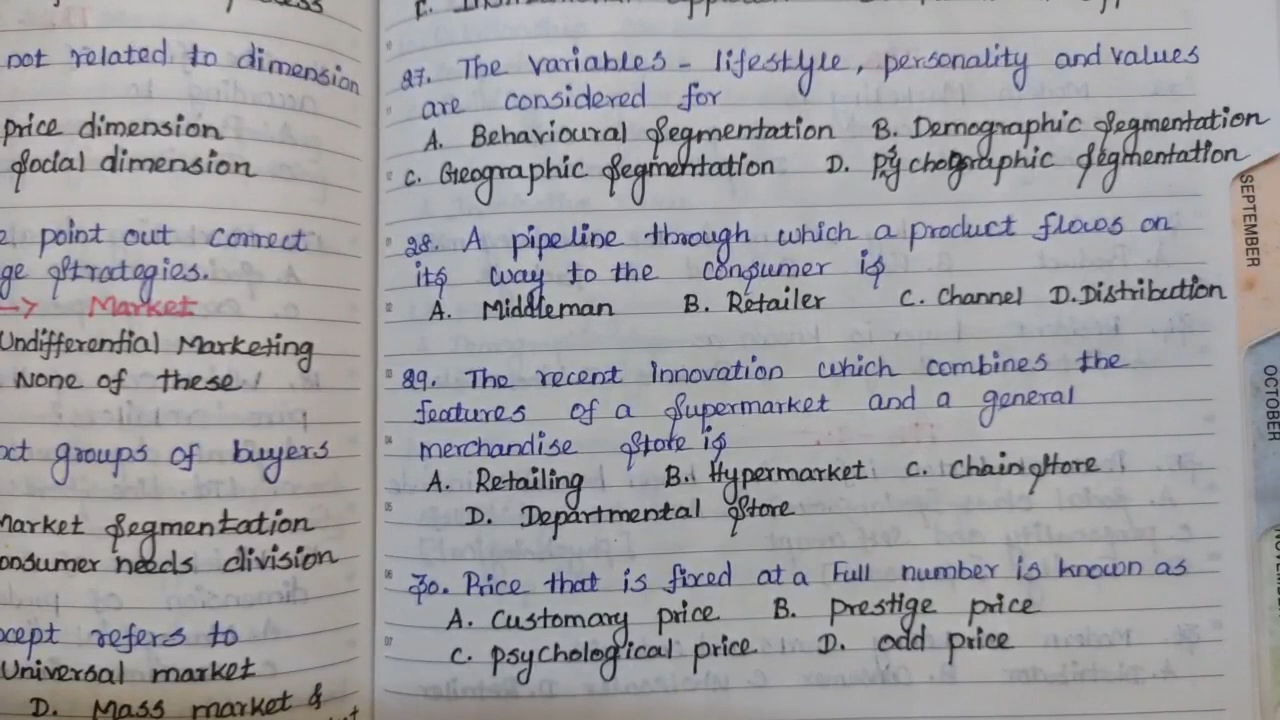 not related to dimension
price dimension
social dimension
point out correct
ge strategies.
-> Market
Undifferential Marketing
None of these
ct groups of buyers
Market segmentation
onsumer needs division
cept refers to
Universal market
D. Mass market &
27. The variables - lifestyle, personality and values
are considered for
A. Behavioural segmentation B. Demographic segmentation
C. Geographic segmentation D. Psychographic segmentation
28. A pipeline through which a product flows on
its way to the consumer is
A. Middleman B. Retailer C. Channel D. Distribution
29. The recent innovation which combines the
features of a supermarket and a general
merchandise store is
A. Retailing B. Hypermarket C. Chain store
D. Departmental store
30. Price that is fixed at a Full number is known as
A. Customary price B. prestige price
C. psychological price D. odd price
SEPTEMBER
OCTOBER